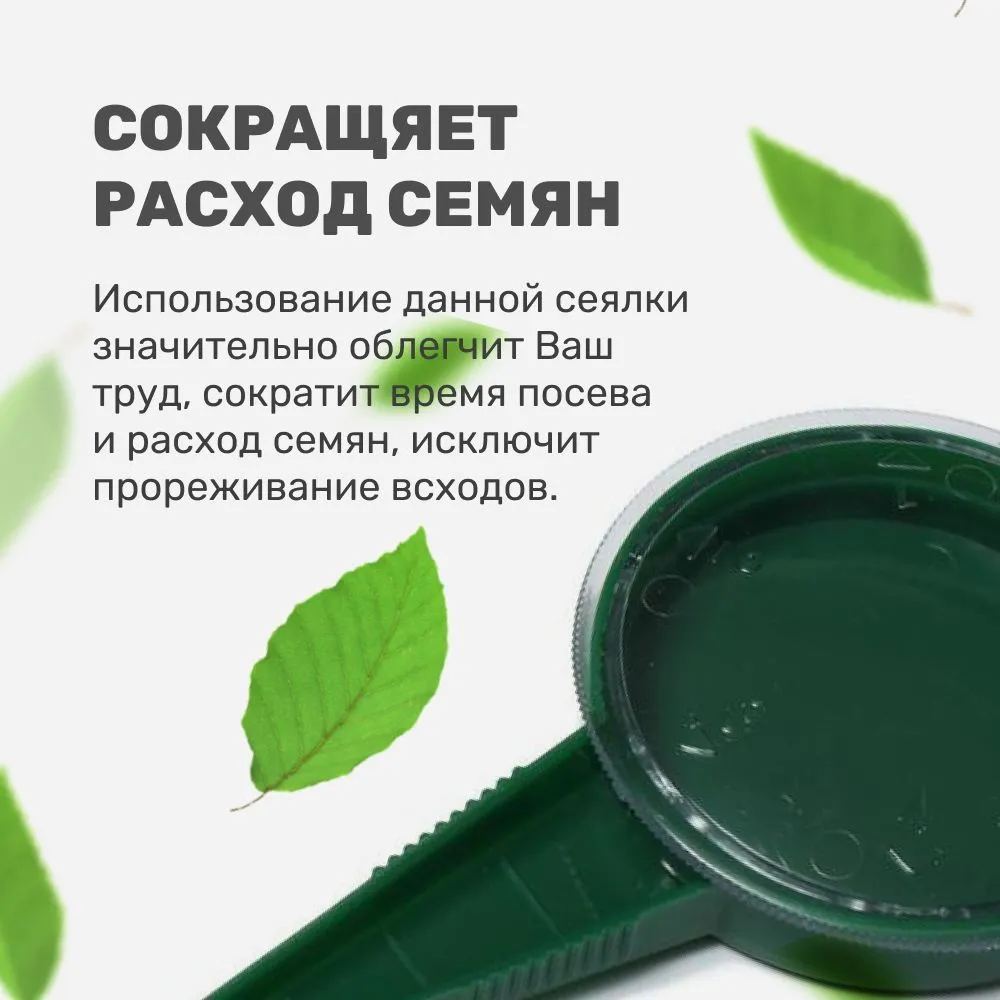 СОКРАЩЯЕТ
РАСХОД СЕМЯН
Использование данной сеялки
значительно облегчит Ваш
труд, сократит время посева
и расход семян, исключит
прореживание всходов.